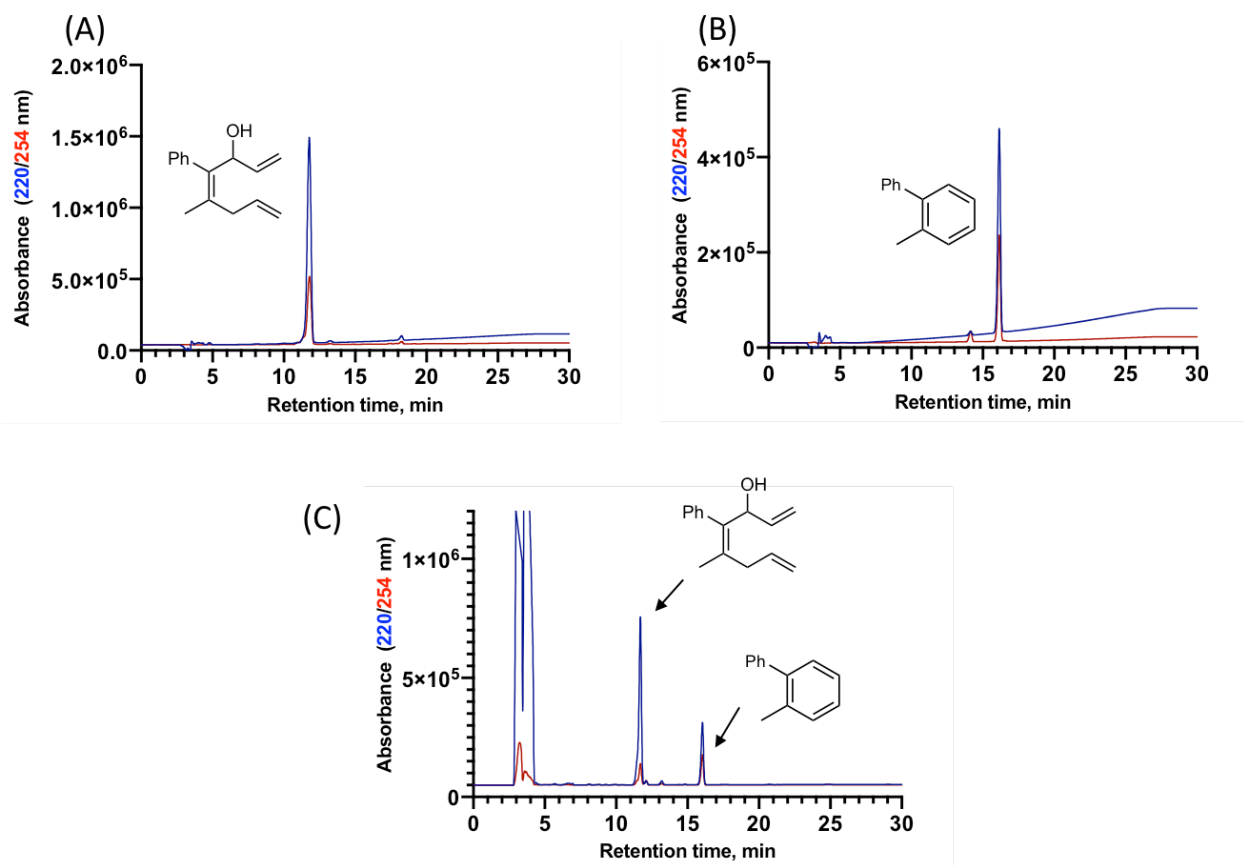 (A)
2.0×10⁶
1.5×10⁶
1.0×10⁶
5.0×10⁵
0.0
Absorbance (220/254 nm)
OH
Ph
0 5 10 15 20 25 30
Retention time, min
(B)
6×10⁵
4×10⁵
2×10⁵
0
Absorbance (220/254 nm)
Ph
0 5 10 15 20 25 30
Retention time, min
(C)
1×10⁶
5×10⁵
0
Absorbance (220/254 nm)
OH
Ph
Ph
0 5 10 15 20 25 30
Retention time, min